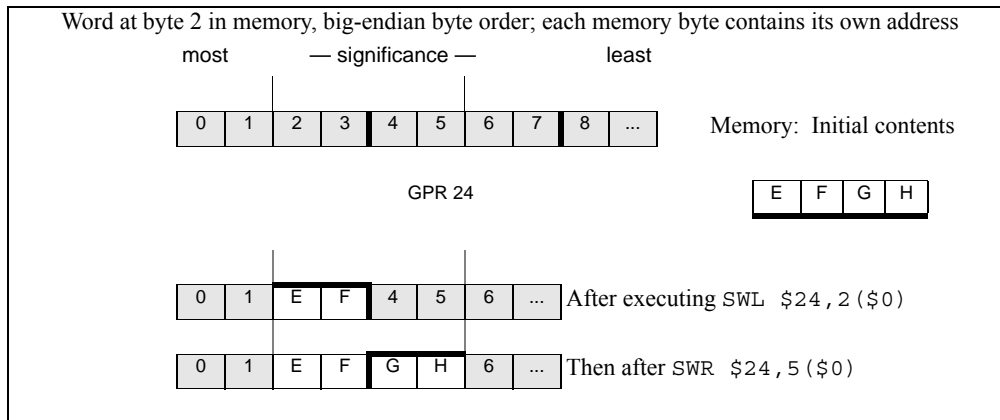 Word at byte 2 in memory, big-endian byte order; each memory byte contains its own address
most — significance — least
0 1 2 3 4 5 6 7 8 ... Memory: Initial contents
GPR 24 E F G H
0 1 E F 4 5 6 ... After executing SWL $24,2($0)
0 1 E F G H 6 ... Then after SWR $24,5($0)